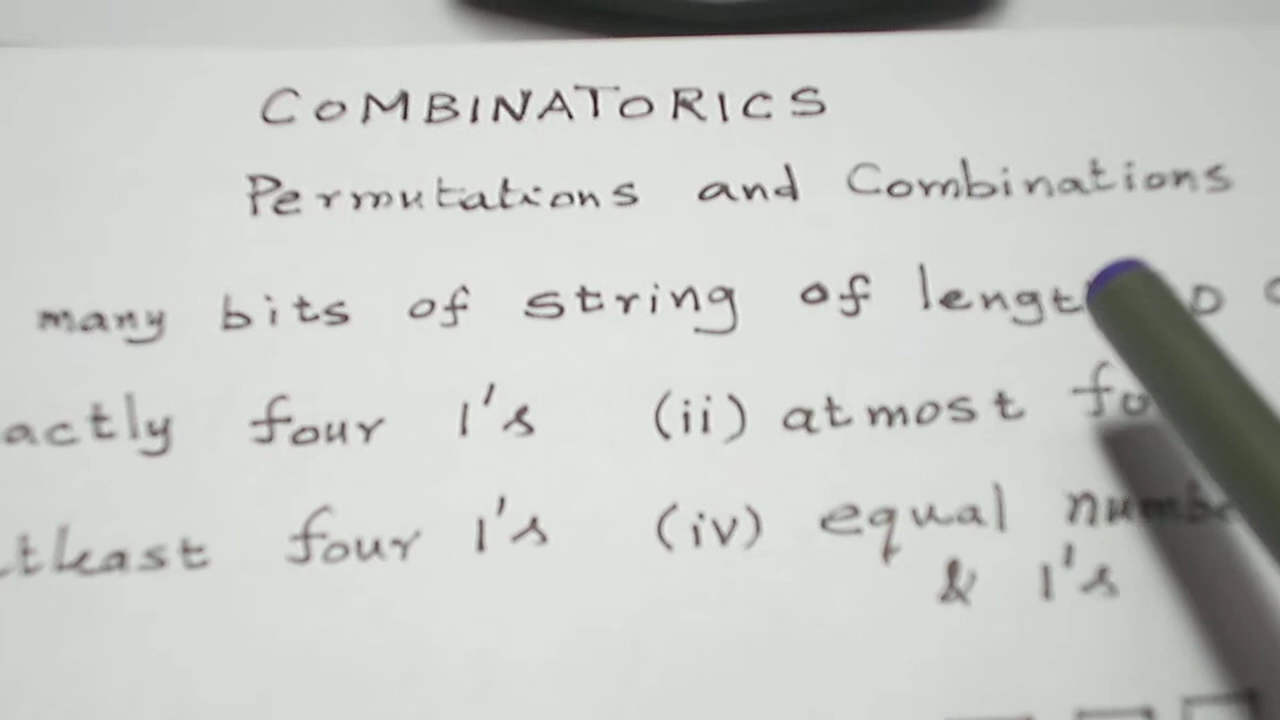 COMBINATORICS
Permutations and Combinations
many bits of string of length
actly four 1's (ii) atmost
tleast four 1's (iv) equal
& 1's